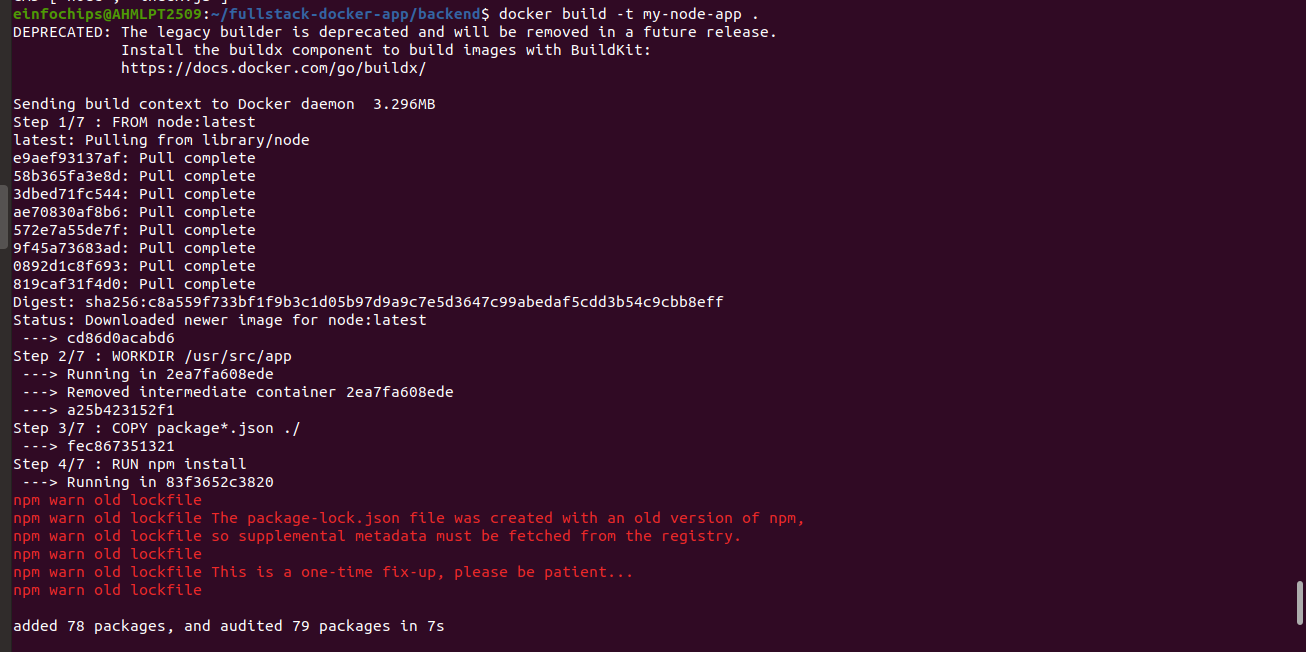 einfochips@AHMLPT2509:~/fullstack-docker-app/backend$ docker build -t my-node-app .
DEPRECATED: The legacy builder is deprecated and will be removed in a future release.
            Install the buildx component to build images with BuildKit:
            https://docs.docker.com/go/buildx/

Sending build context to Docker daemon  3.296MB
Step 1/7 : FROM node:latest
latest: Pulling from library/node
e9aef93137af: Pull complete
58b365fa3e8d: Pull complete
3dbed71fc544: Pull complete
ae70830af8b6: Pull complete
572e7a55de7f: Pull complete
9f45a73683ad: Pull complete
0892d1c8f693: Pull complete
819caf31f4d0: Pull complete
Digest: sha256:c8a559f733bf1f9b3c1d05b97d9a9c7e5d3647c99abedaf5cdd3b54c9cbb8eff
Status: Downloaded newer image for node:latest
 ---> cd86d0acabd6
Step 2/7 : WORKDIR /usr/src/app
 ---> Running in 2ea7fa608ede
 ---> Removed intermediate container 2ea7fa608ede
 ---> a25b423152f1
Step 3/7 : COPY package*.json ./
 ---> fec867351321
Step 4/7 : RUN npm install
 ---> Running in 83f3652c3820
npm warn old lockfile
npm warn old lockfile The package-lock.json file was created with an old version of npm,
npm warn old lockfile so supplemental metadata must be fetched from the registry.
npm warn old lockfile
npm warn old lockfile This is a one-time fix-up, please be patient...
npm warn old lockfile

added 78 packages, and audited 79 packages in 7s